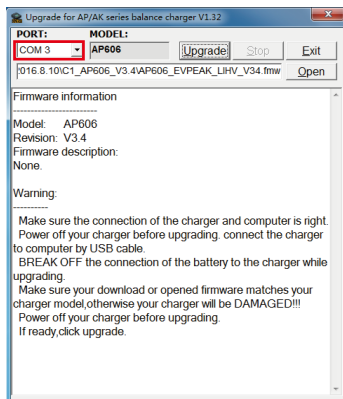 Upgrade for AP/AK series balance charger V1.32
PORT: MODEL:
COM 3 AP606 Upgrade Stop Exit
2016.8.10\C1_AP606_V3.4\AP606_EVPEAK_LIHV_V34.fmw Open
Firmware information
-----------------------
Model: AP606
Revision: V3.4
Firmware description:
None.
Warning:
----------
Make sure the connection of the charger and computer is right.
Power off your charger before upgrading. connect the charger
to computer by USB cable.
BREAK OFF the connection of the battery to the charger while
upgrading.
Make sure your download or opened firmware matches your
charger model,otherwise your charger will be DAMAGED!!!
Power off your charger before upgrading.
If ready,click upgrade.